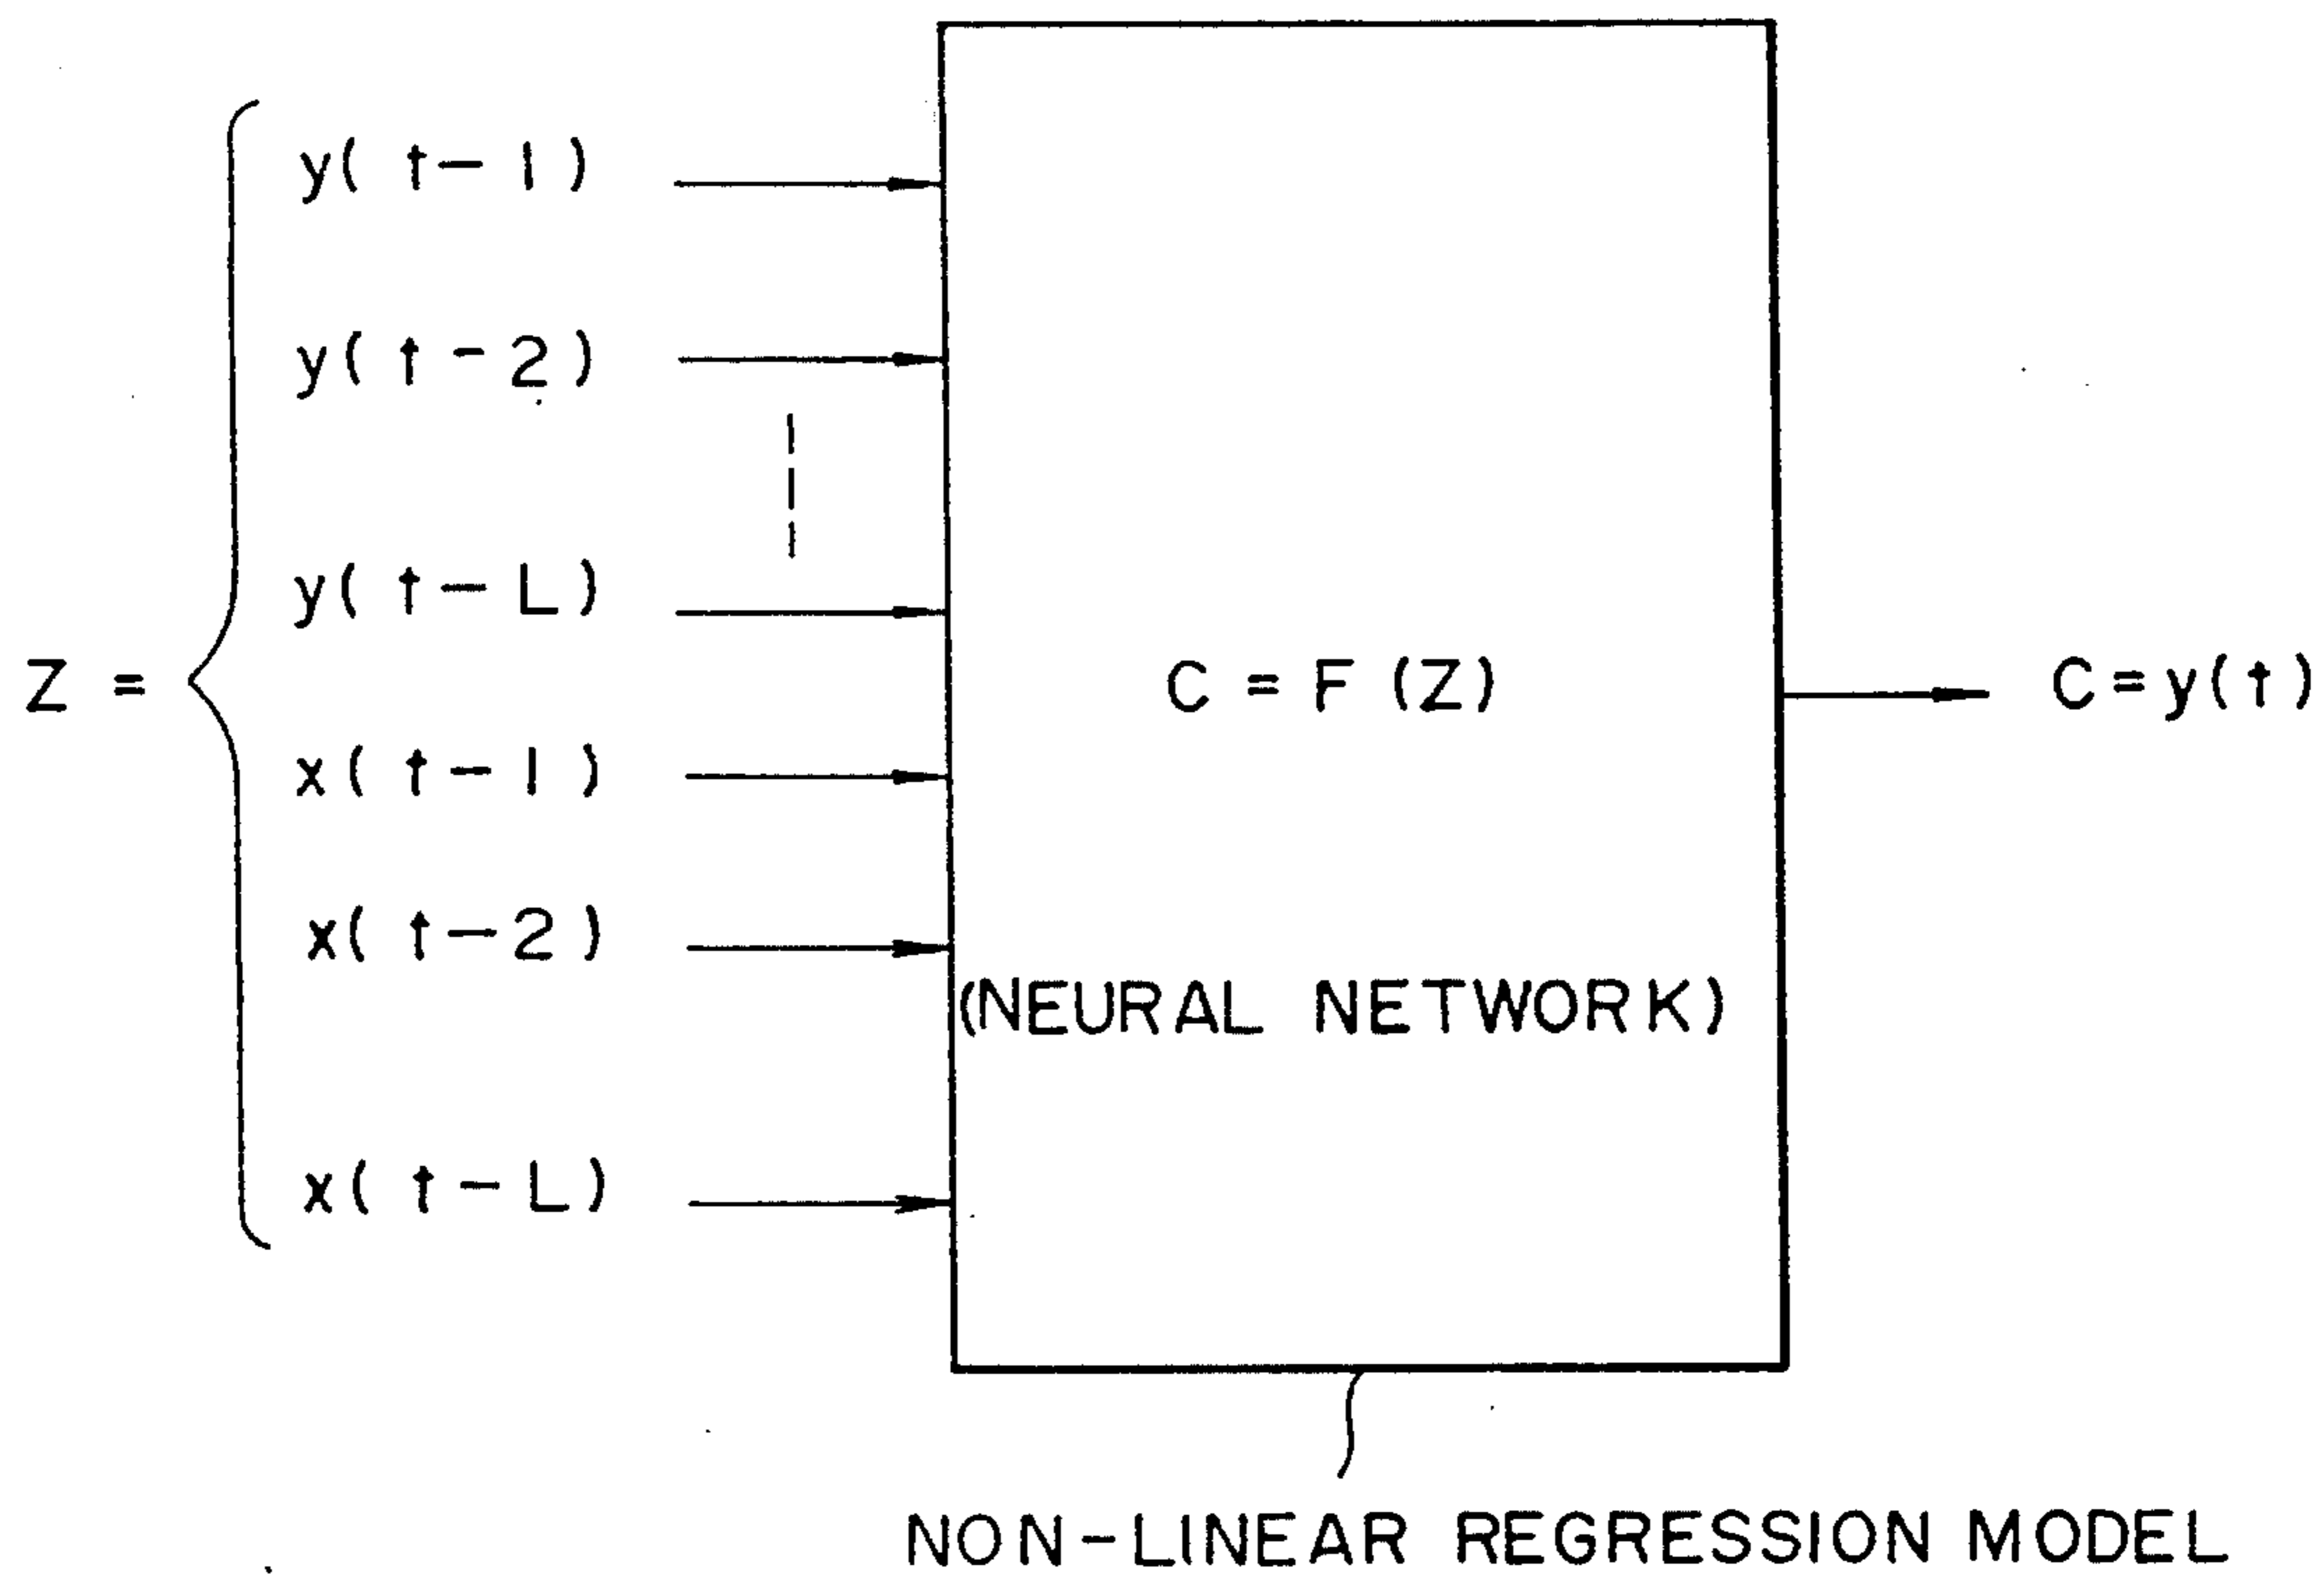 y( t- 1 )
y( t - 2 )
y( t- L )
Z =
x( t- 1 )
x( t-2 )
x( t-L )
C = F (Z)
(NEURAL NETWORK)
C=y(t)
NON-LINEAR REGRESSION MODEL